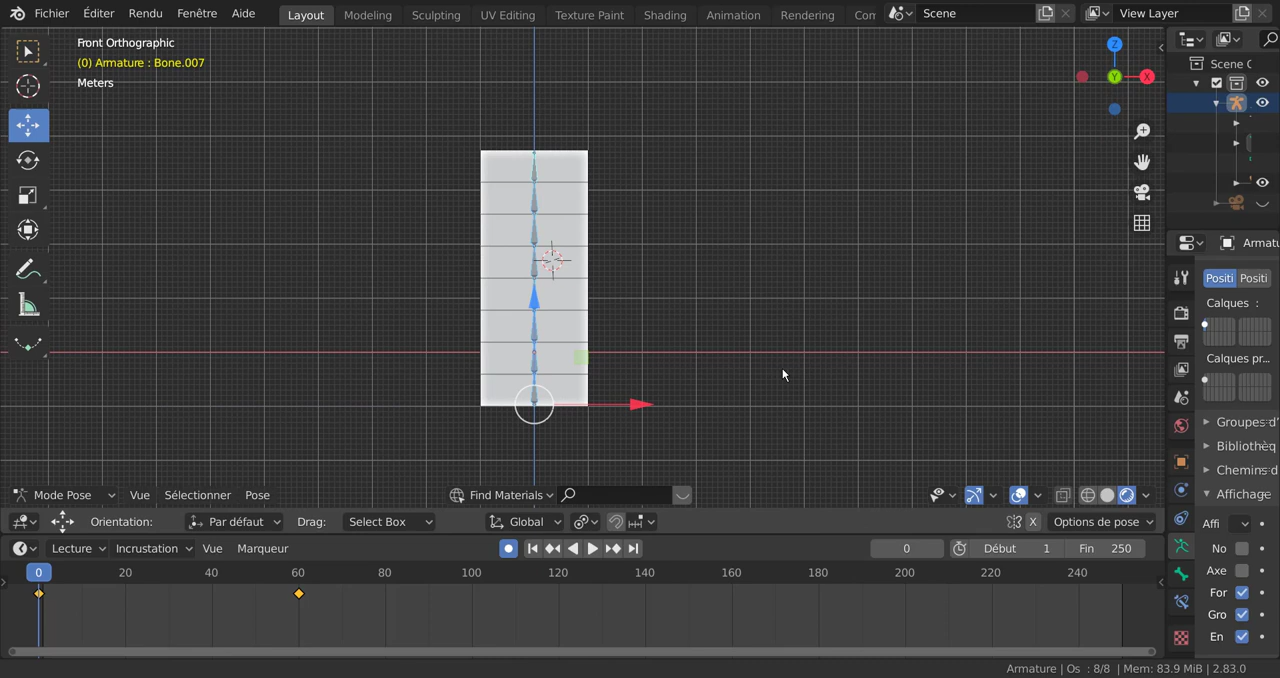 Fichier Éditer Rendu Fenêtre Aide Layout Modeling Sculpting UV Editing Texture Paint Shading Animation Rendering Com Scene View Layer
Front Orthographic
(0) Armature : Bone.007
Meters
Z
Y X
Scene C
Armatu
Positi Positi
Calques :
Calques pr...
Groupes d'
Bibliothèq
Chemins d
Affichage
Affi
No
Axe
For
Gro
En
Mode Pose Vue Sélectionner Pose Find Materials
Orientation: Par défaut Drag: Select Box Global X Options de pose
Lecture Incrustation Vue Marqueur 0 Début 1 Fin 250
0 20 40 60 80 100 120 140 160 180 200 220 240
Armature | Os : 8/8 | Mem: 83.9 MiB | 2.83.0